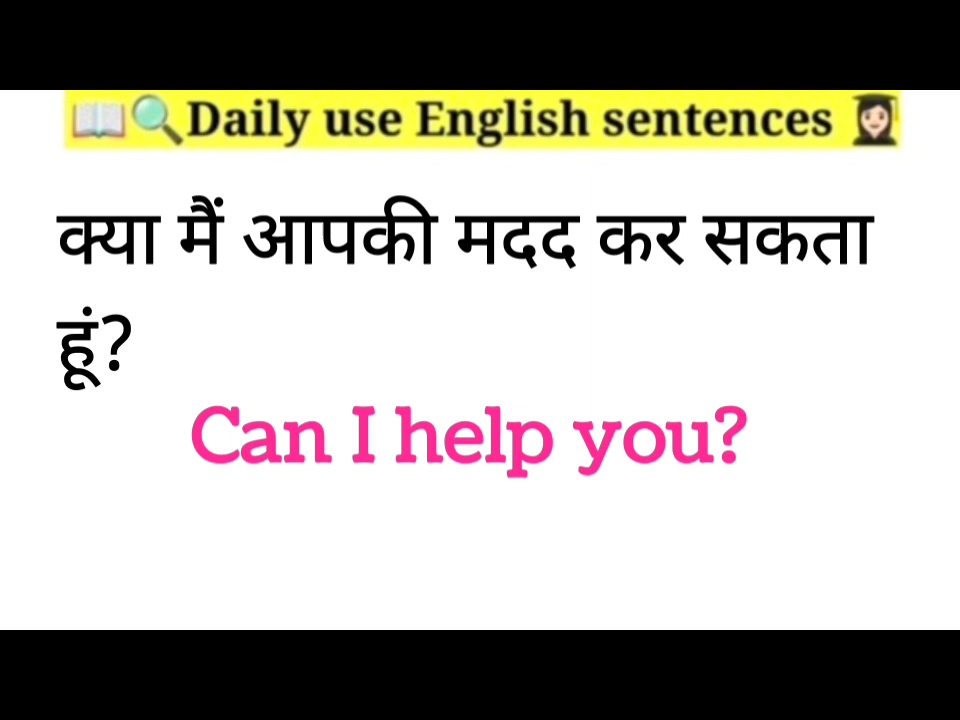 📖🔍Daily use English sentences 👩🏻‍🎓
क्या मैं आपकी मदद कर सकता
हूं?
Can I help you?